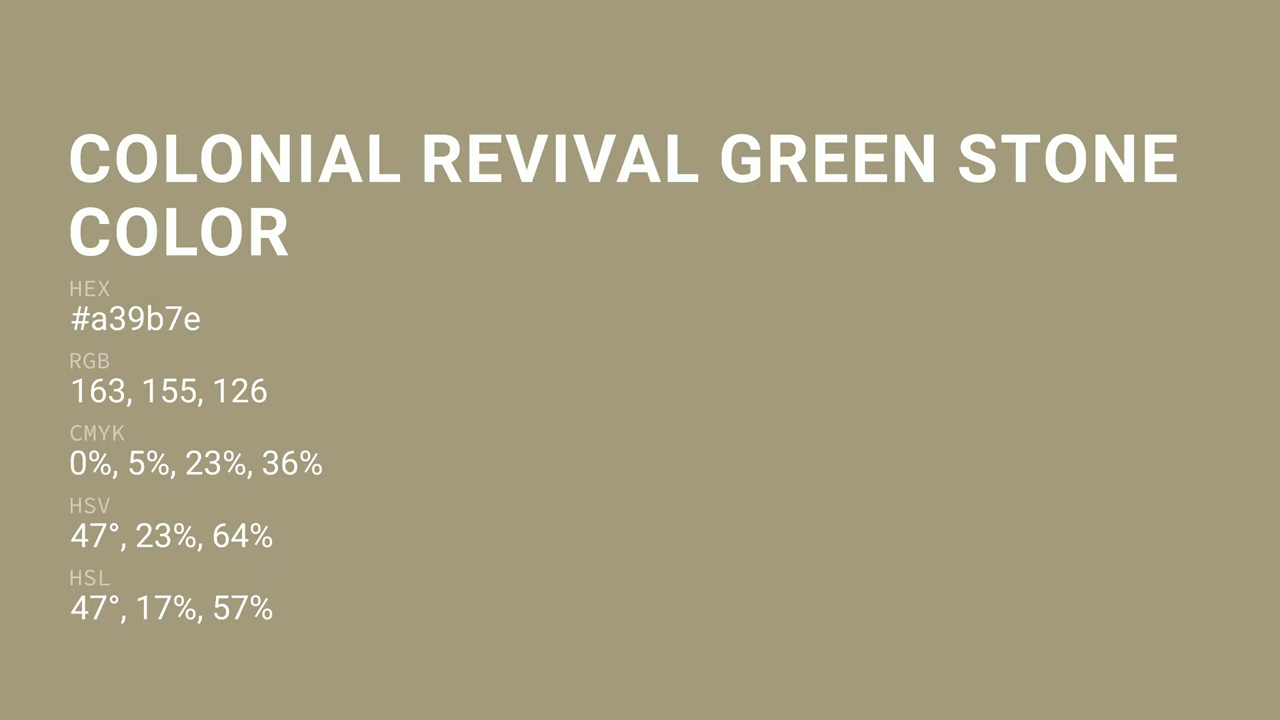 COLONIAL REVIVAL GREEN STONE
COLOR
HEX
#a39b7e
RGB
163, 155, 126
CMYK
0%, 5%, 23%, 36%
HSV
47°, 23%, 64%
HSL
47°, 17%, 57%